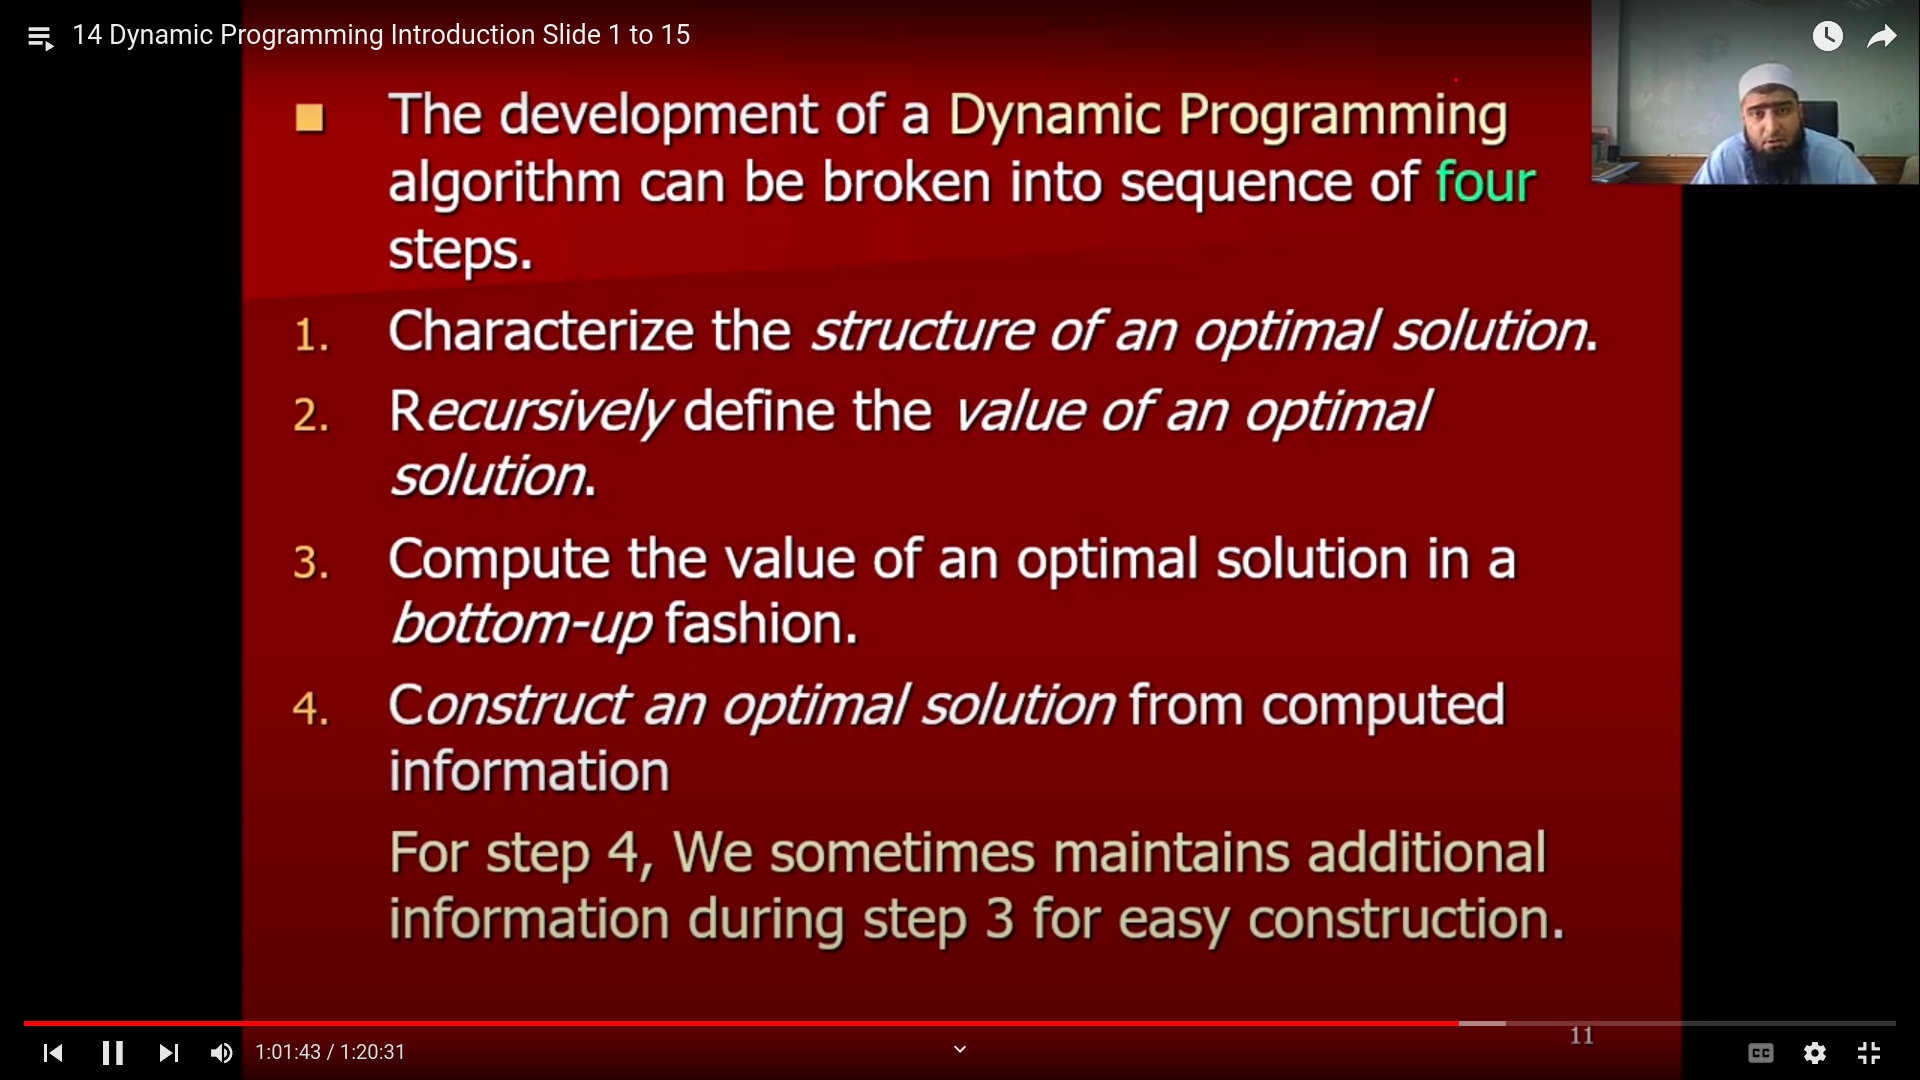 14 Dynamic Programming Introduction Slide 1 to 15
The development of a Dynamic Programming
algorithm can be broken into sequence of four
steps.
1. Characterize the structure of an optimal solution.
2. Recursively define the value of an optimal
solution.
3. Compute the value of an optimal solution in a
bottom-up fashion.
4. Construct an optimal solution from computed
information
For step 4, We sometimes maintains additional
information during step 3 for easy construction.
11
1:01:43 / 1:20:31
CC